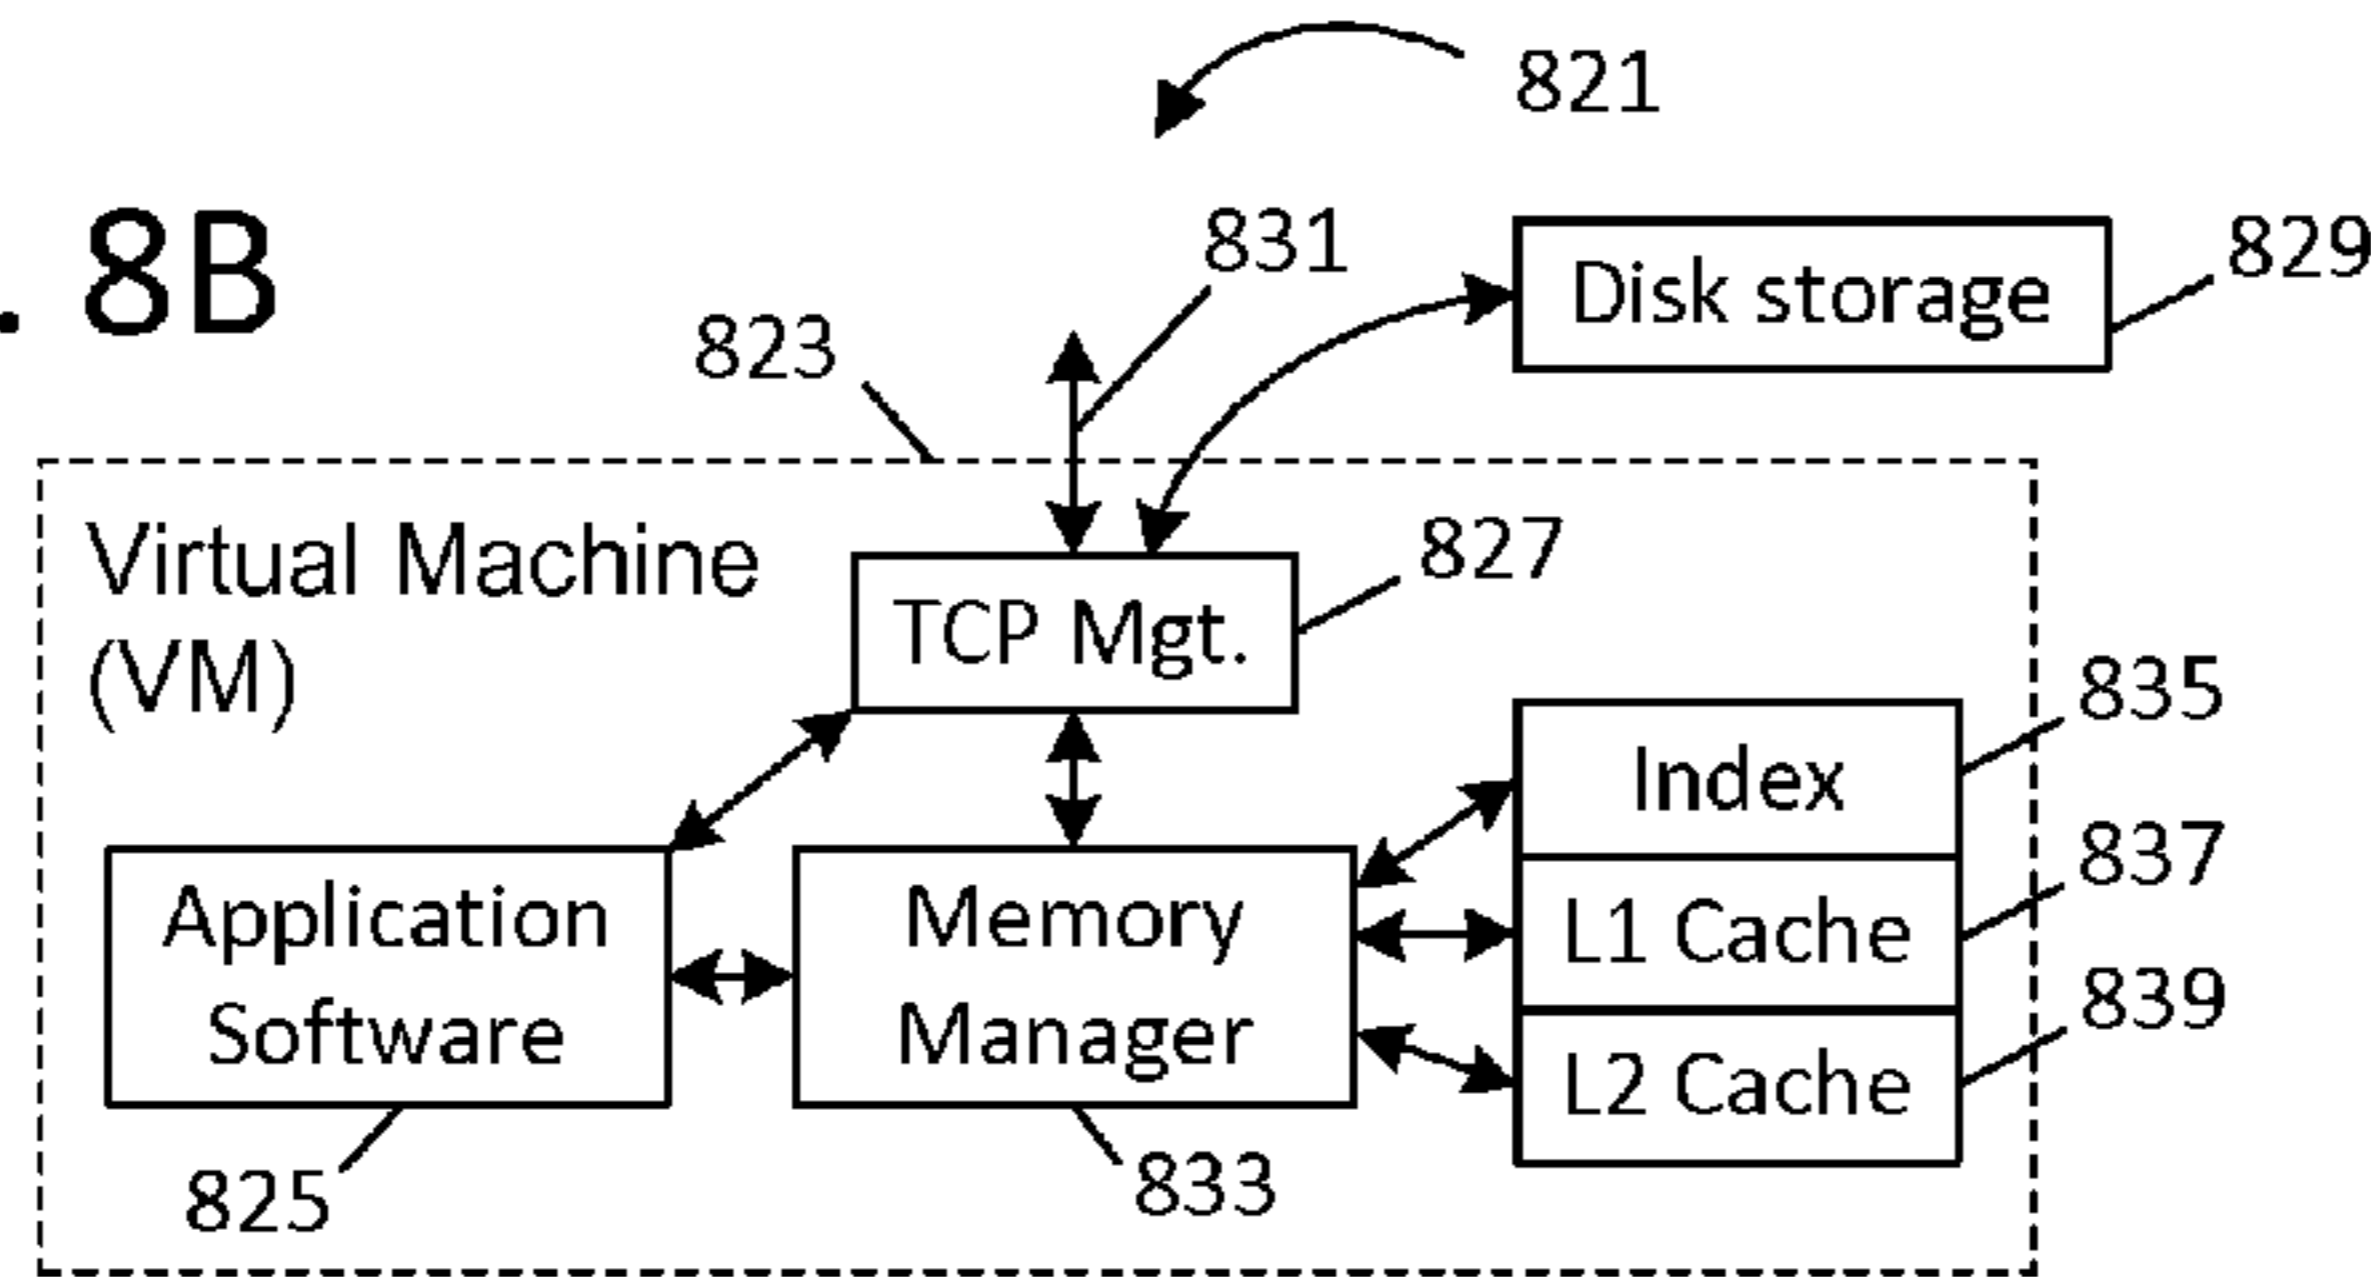 821
. 8B
831
829
Disk storage
823
Virtual Machine
(VM)
827
TCP Mgt.
835
Index
837
Application
Software
Memory
Manager
L1 Cache
839
L2 Cache
825
833